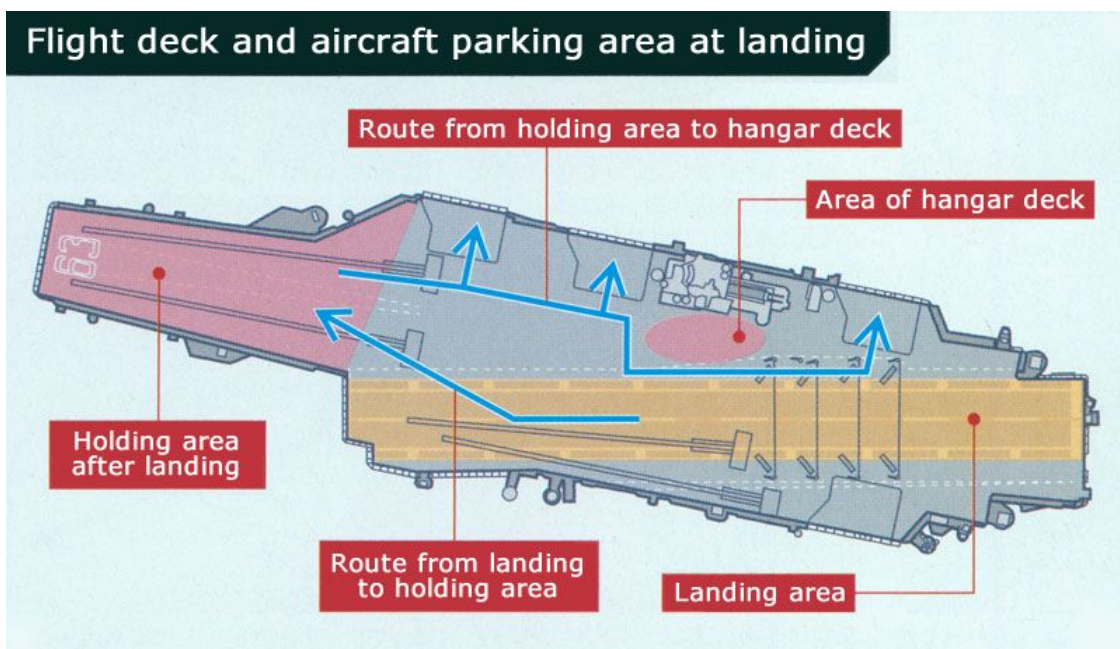 Flight deck and aircraft parking area at landing
Route from holding area to hangar deck
Area of hangar deck
63
Holding area
after landing
Route from landing
to holding area
Landing area